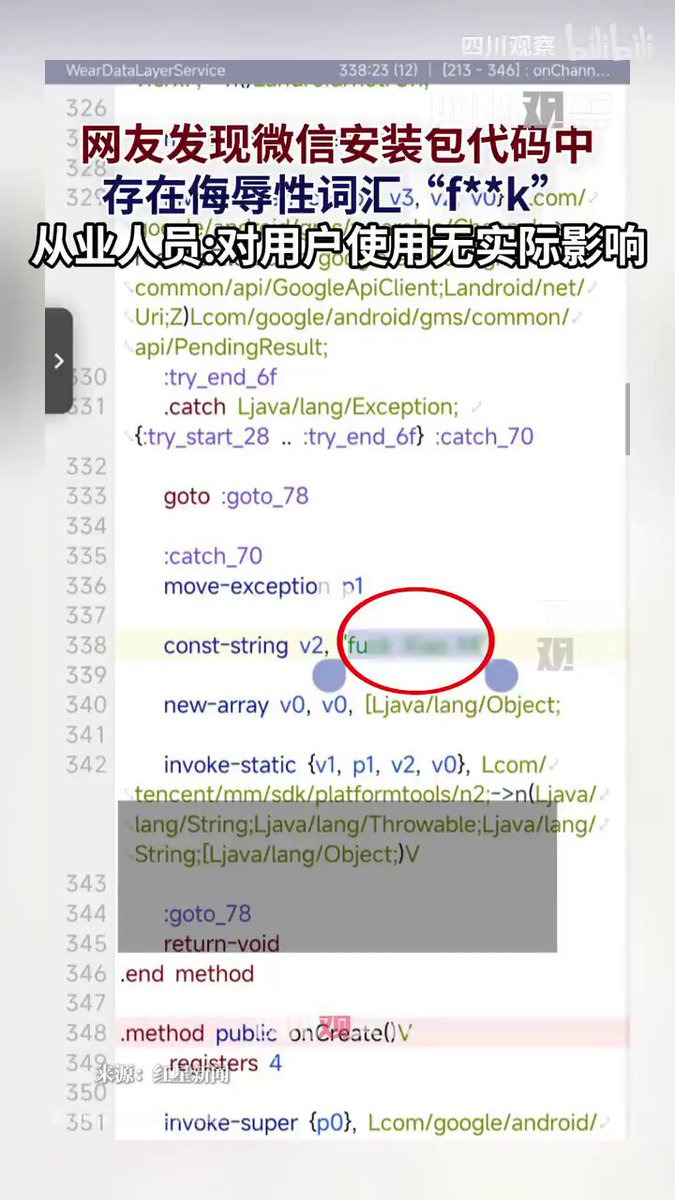 四川观察 bilibili
WearDataLayerService 338:23 (12) | [213 - 346] : onChann...
326
网友发现微信安装包代码中
328
存在侮辱性词汇“f**k”
329 v3, v2, v0}, Lcom/
从业人员:对用户使用无实际影响
common/api/GoogleApiClient;Landroid/net/
Uri;Z)Lcom/google/android/gms/common/
api/PendingResult;
330 :try_end_6f
331 .catch Ljava/lang/Exception;
{:try_start_28 .. :try_end_6f} :catch_70
332
333 goto :goto_78
334
335 :catch_70
336 move-exception p1
337
338 const-string v2, "fu
339
340 new-array v0, v0, [Ljava/lang/Object;
341
342 invoke-static {v1, p1, v2, v0}, Lcom/
tencent/mm/sdk/platformtools/n2;->n(Ljava/
lang/String;Ljava/lang/Throwable;Ljava/lang/
String;[Ljava/lang/Object;)V
343
344 :goto_78
345 return-void
346 .end method
347
348 .method public onCreate()V
349 .registers 4
来源：红星新闻
350
351 invoke-super {p0}, Lcom/google/android/